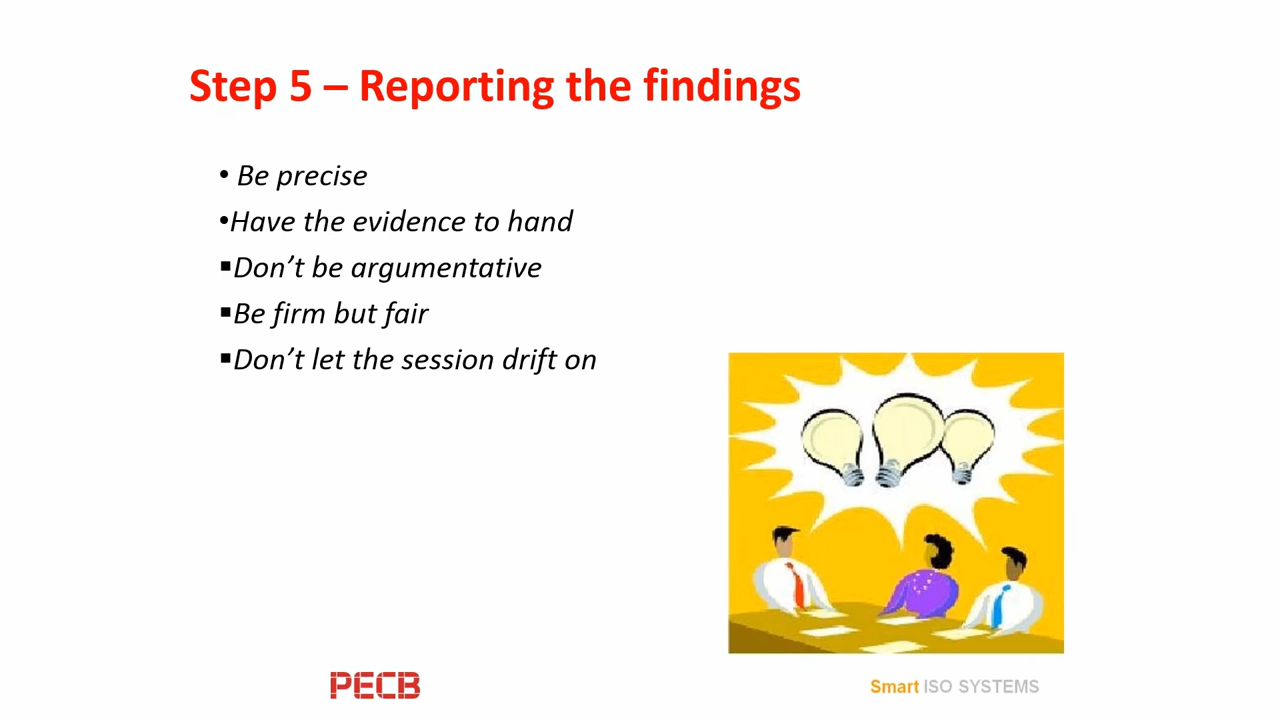 Step 5 – Reporting the findings
• Be precise
•Have the evidence to hand
▪Don’t be argumentative
▪Be firm but fair
▪Don’t let the session drift on
PECB
Smart ISO SYSTEMS